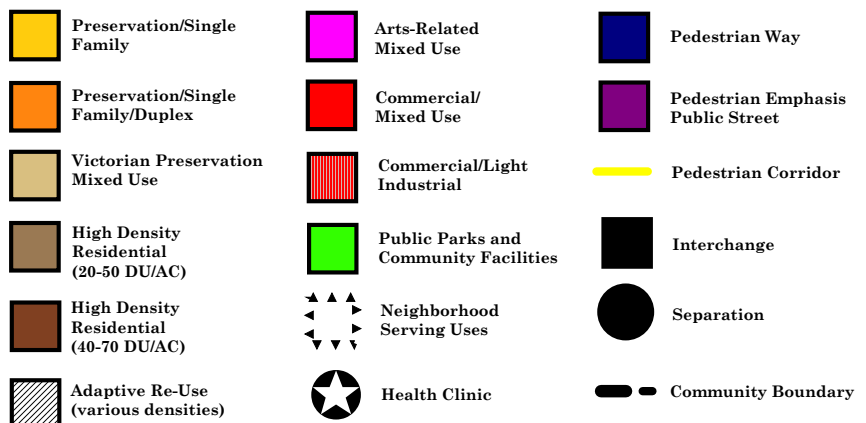 Preservation/Single
Family
Preservation/Single
Family/Duplex
Victorian Preservation
Mixed Use
High Density
Residential
(20-50 DU/AC)
High Density
Residential
(40-70 DU/AC)
Adaptive Re-Use
(various densities)
Arts-Related
Mixed Use
Commercial/
Mixed Use
Commercial/Light
Industrial
Public Parks and
Community Facilities
Neighborhood
Serving Uses
Health Clinic
Pedestrian Way
Pedestrian Emphasis
Public Street
Pedestrian Corridor
Interchange
Separation
Community Boundary